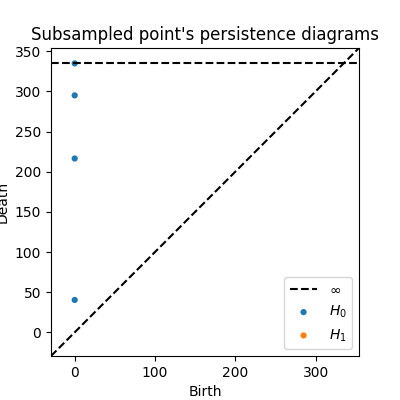 Subsampled point's persistence diagrams
350
300
250
200
150
100
50
0
Death
0 100 200 300
Birth
∞
H₀
H₁